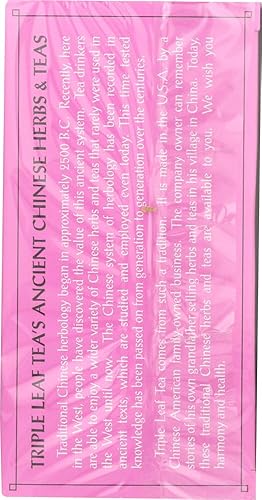 TRIPLE LEAF TEA'S ANCIENT CHINESE HERBS & TEAS
Traditional Chinese herbology began in approximately 2500 B.C. Recently here
in the West, people have discovered the value of this ancient system. Tea drinkers
are able to enjoy a wider variety of Chinese herbs and teas that rarely were used in
the West until now. The Chinese system of herbology has been recorded in
ancient texts, which are studied and employed even today. This time tested
knowledge has been passed on from generation to generation over the centuries.
Triple Leaf Tea comes from such a tradition. It is made in the U.S.A. by a
Chinese American family-owned business. The company owner can remember
stories of his own grandfather selling herbs and teas in his village in China. Today,
these traditional Chinese herbs and teas are available to you. We wish you
harmony and health.